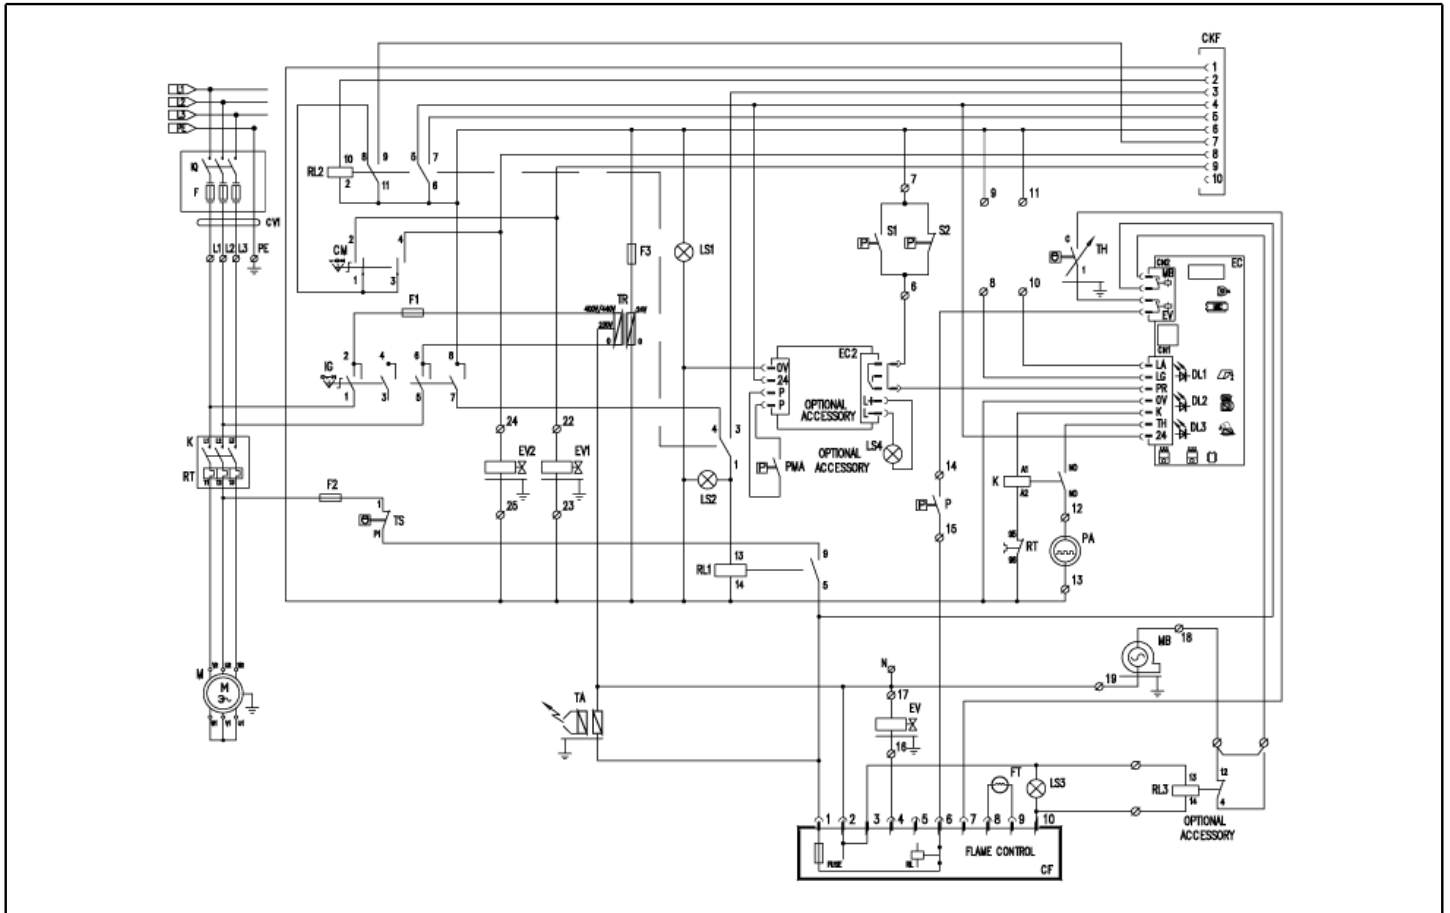 CKF
1
2
3
4
5
6
7
8
9
10
L1
L2
L3
PE
IQ
F
CV1
L1 L2 L3 PE
RL2
10
2
8 9
11
5 7
6
CM
2
4
1
3
F3
LS1
7
S1 S2
P P
6
9 11
8 10
C
TH
1
CN2
MB
EV
EC
CN1
LA
LG
PR
0V
K
TH
24
DL1
DL2
DL3
F1
400V/440V
230V
0
TR
24V
0
IG
2 4 6 8
1 3 5 7
EC2
0V
24
P
P
L
L
OPTIONAL
ACCESSORY
OPTIONAL
ACCESSORY
LS4
P
PMA
K
RT
F2
1
TS
24
EV2
25
22
EV1
23
4 3
1
LS2
14
P
P
15
K
A1
A2
NO
NO
12
95
RT
96
PA
13
RL1
13
14
9
5
M
M
3~
V1
TA
N
17
EV
16
19
MB
18
FT
LS3
RL3
13
14
12
4
OPTIONAL
ACCESSORY
1 2 3 4 5 6 7 8 9 10
FUSE
RL
FLAME CONTROL
CF